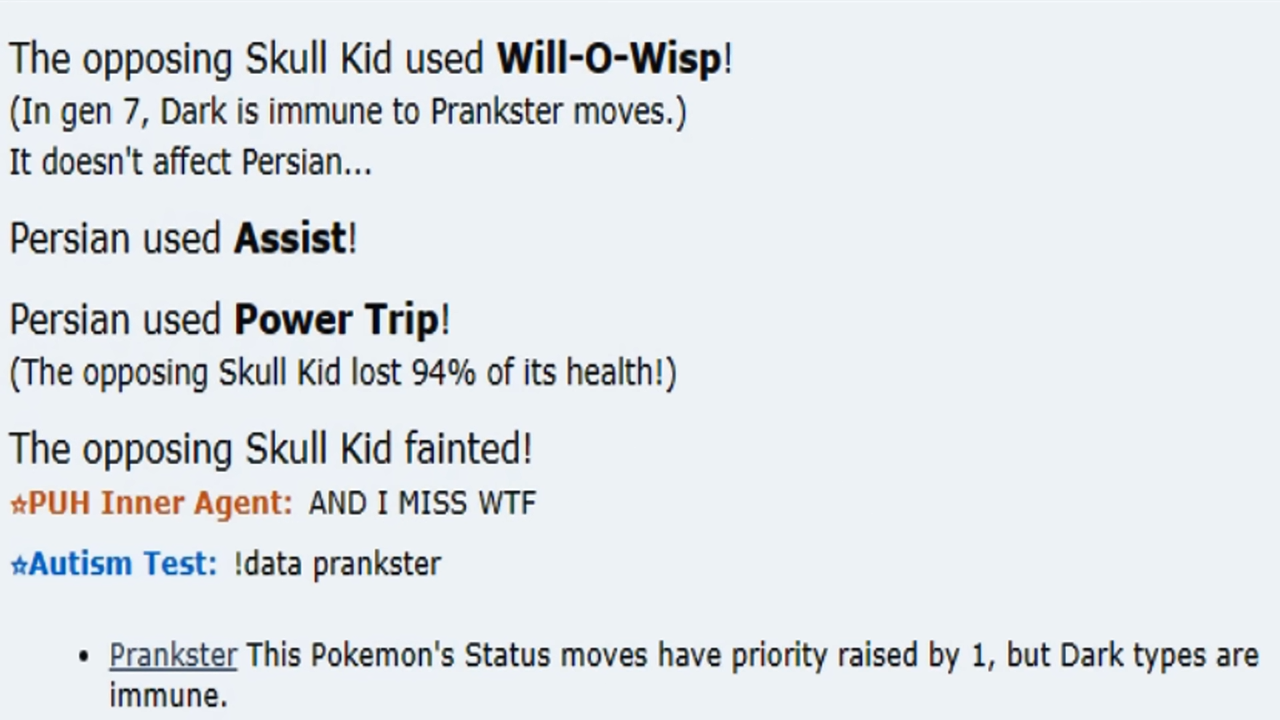 The opposing Skull Kid used Will-O-Wisp!
(In gen 7, Dark is immune to Prankster moves.)
It doesn't affect Persian...
Persian used Assist!
Persian used Power Trip!
(The opposing Skull Kid lost 94% of its health!)
The opposing Skull Kid fainted!
☆PUH Inner Agent: AND I MISS WTF
☆Autism Test: !data prankster
• Prankster This Pokemon's Status moves have priority raised by 1, but Dark types are
immune.